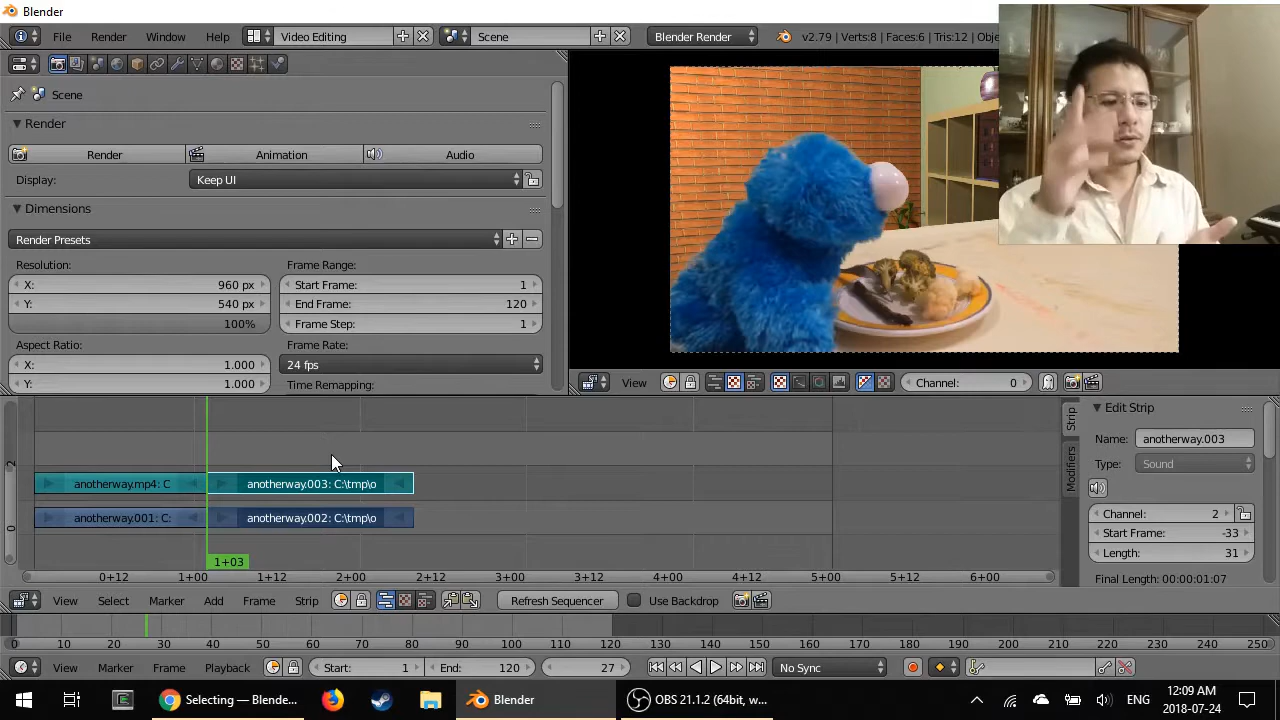 Blender
File Render Window Help Video Editing Scene Blender Render v2.79 | Verts:8 | Faces:6 | Tris:12 | Obje
Scene
Render
Render Animation Audio
Display: Keep UI
Dimensions
Render Presets
Resolution: Frame Range:
X: 960 px Start Frame: 1
Y: 540 px End Frame: 120
100% Frame Step: 1
Aspect Ratio: Frame Rate:
X: 1.000 24 fps
Y: 1.000 Time Remapping:
View Channel: 0
Edit Strip
Name: anotherway.003
Type: Sound
Channel: 2
Start Frame: -33
Length: 31
Final Length: 00:00:01:07
Strip
Modifiers
2
0
anotherway.mp4: C anotherway.003: C:\tmp\o
anotherway.001: C: anotherway.002: C:\tmp\o
1+03
0+12 1+00 1+12 2+00 2+12 3+00 3+12 4+00 4+12 5+00 5+12 6+00
View Select Marker Add Frame Strip Refresh Sequencer Use Backdrop
0 10 20 30 40 50 60 70 80 90 100 110 120 130 140 150 160 170 180 190 200 210 220 230 240 250
View Marker Frame Playback Start: 1 End: 120 27 No Sync
Selecting — Blende... Blender OBS 21.1.2 (64bit, w... ENG 12:09 AM
2018-07-24